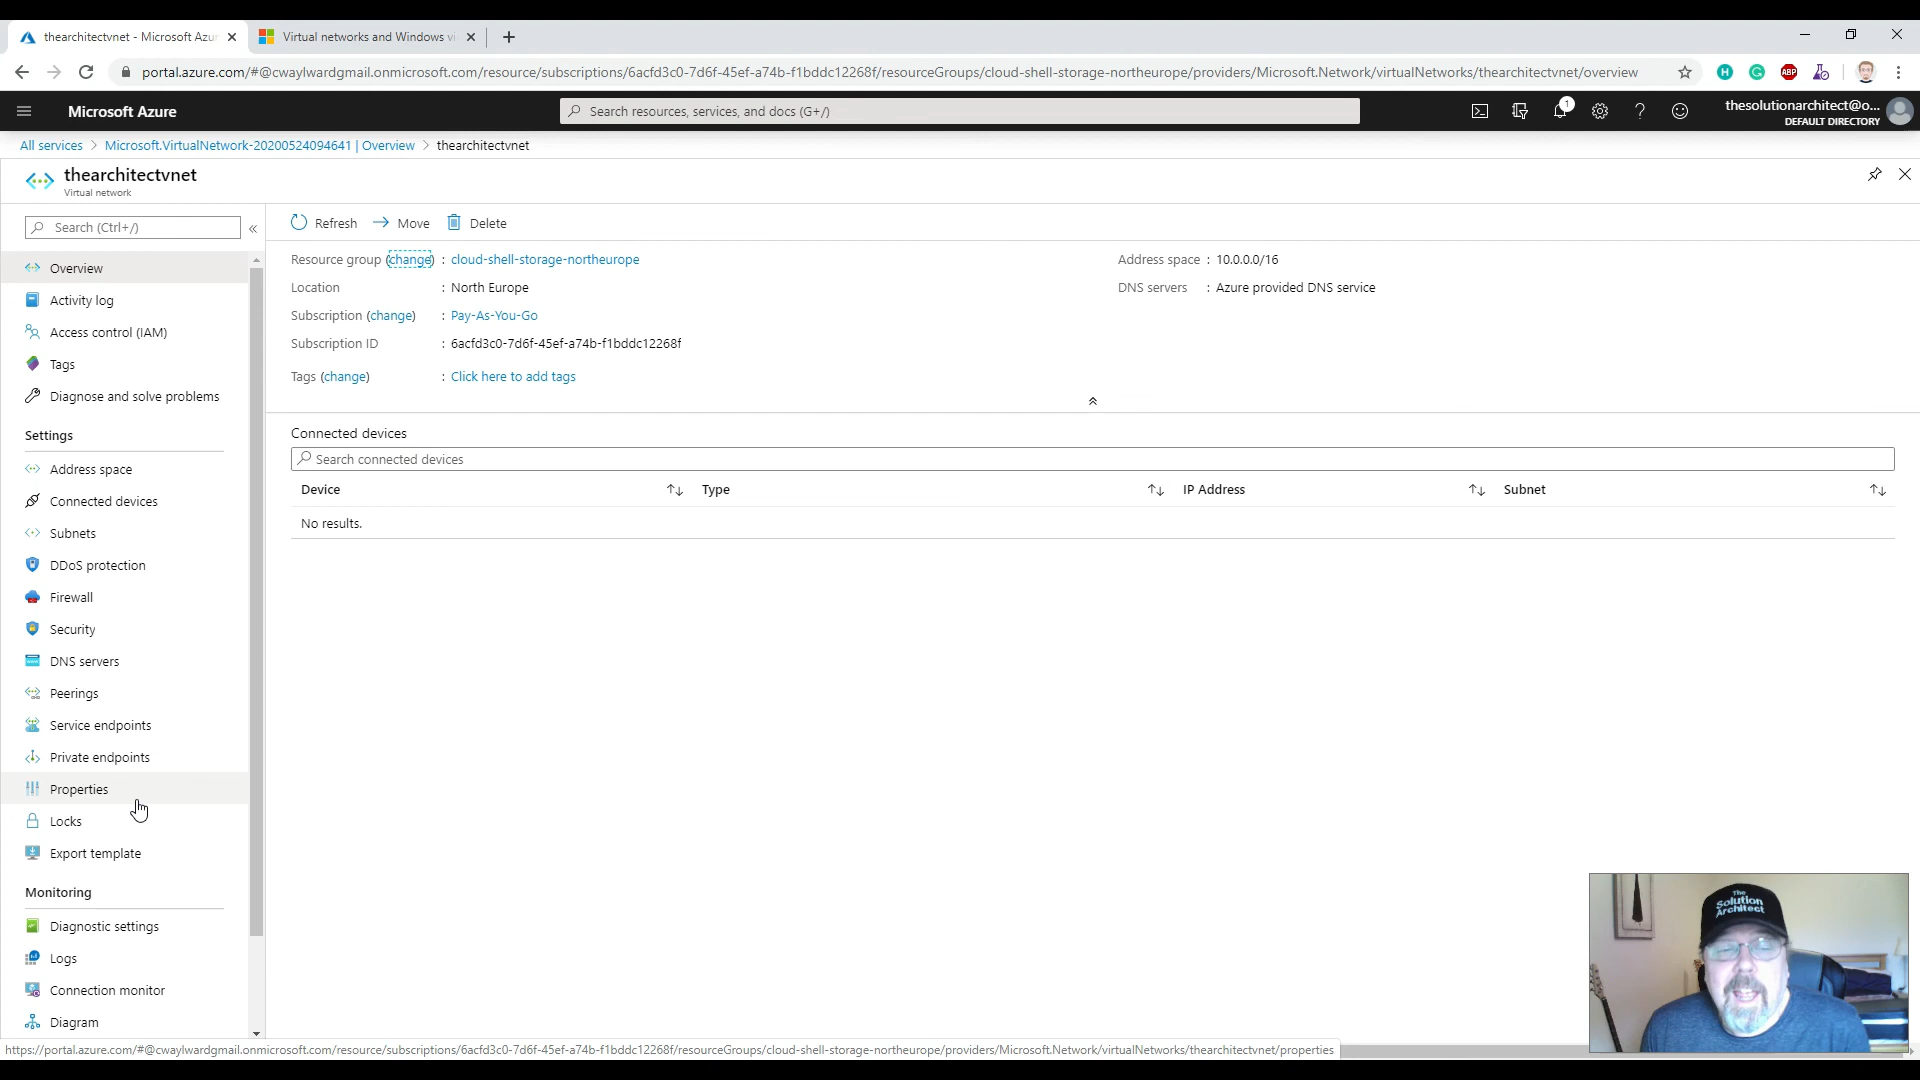 thearchitectvnet - Microsoft Azu
Virtual networks and Windows vi
portal.azure.com/#@cwaylwardgmail.onmicrosoft.com/resource/subscriptions/6acfd3c0-7d6f-45ef-a74b-f1bddc12268f/resourceGroups/cloud-shell-storage-northeurope/providers/Microsoft.Network/virtualNetworks/thearchitectvnet/overview
H
G
ABP
Microsoft Azure
Search resources, services, and docs (G+/)
1
thesolutionarchitect@o...
DEFAULT DIRECTORY
All services > Microsoft.VirtualNetwork-20200524094641 | Overview > thearchitectvnet
thearchitectvnet
Virtual network
Search (Ctrl+/)
«
Refresh
Move
Delete
Overview
Activity log
Access control (IAM)
Tags
Diagnose and solve problems
Settings
Address space
Connected devices
Subnets
DDoS protection
Firewall
Security
DNS servers
Peerings
Service endpoints
Private endpoints
Properties
Locks
Export template
Monitoring
Diagnostic settings
Logs
Connection monitor
Diagram
Resource group (change) : cloud-shell-storage-northeurope
Location : North Europe
Subscription (change) : Pay-As-You-Go
Subscription ID : 6acfd3c0-7d6f-45ef-a74b-f1bddc12268f
Tags (change) : Click here to add tags
Address space : 10.0.0.0/16
DNS servers : Azure provided DNS service
Connected devices
Search connected devices
Device Type IP Address Subnet
No results.
The
Solution
Architect
https://portal.azure.com/#@cwaylwardgmail.onmicrosoft.com/resource/subscriptions/6acfd3c0-7d6f-45ef-a74b-f1bddc12268f/resourceGroups/cloud-shell-storage-northeurope/providers/Microsoft.Network/virtualNetworks/thearchitectvnet/properties